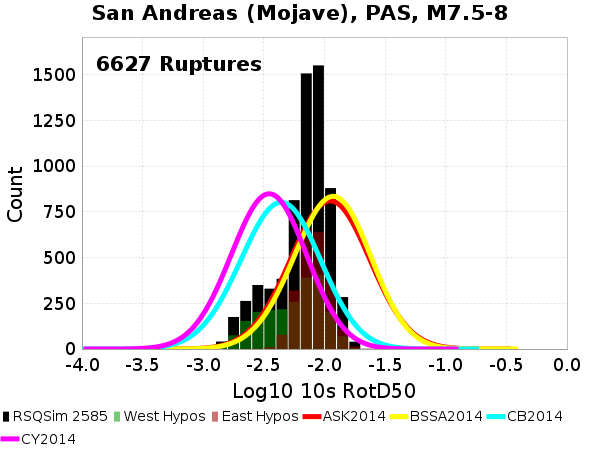 San Andreas (Mojave), PAS, M7.5-8
6627 Ruptures
1500
1250
1000
750
500
250
0
Count
-4.0 -3.5 -3.0 -2.5 -2.0 -1.5 -1.0 -0.5 0.0
Log10 10s RotD50
RSQSim 2585 West Hypos East Hypos ASK2014 BSSA2014 CB2014
CY2014